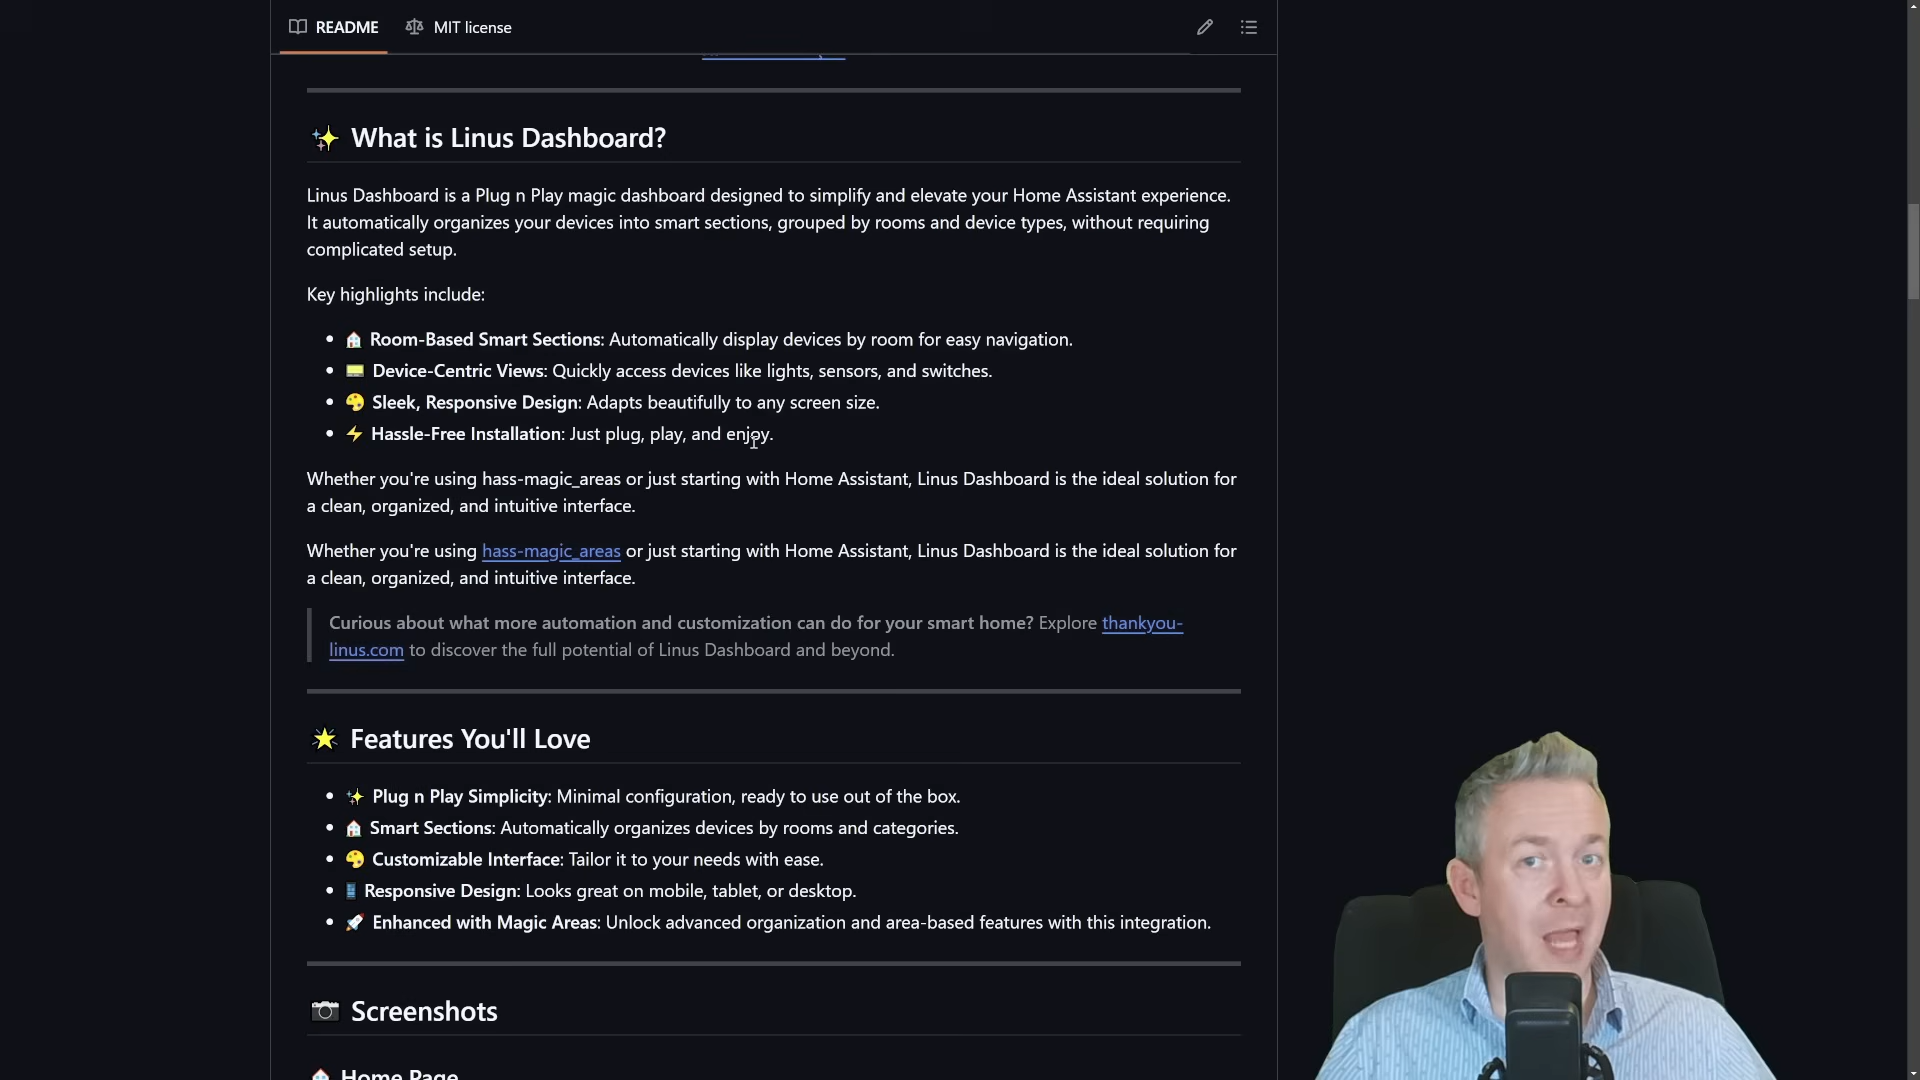 README
MIT license
✨ What is Linus Dashboard?
Linus Dashboard is a Plug n Play magic dashboard designed to simplify and elevate your Home Assistant experience.
It automatically organizes your devices into smart sections, grouped by rooms and device types, without requiring
complicated setup.
Key highlights include:
• 🏠 Room-Based Smart Sections: Automatically display devices by room for easy navigation.
• 📟 Device-Centric Views: Quickly access devices like lights, sensors, and switches.
• 🎨 Sleek, Responsive Design: Adapts beautifully to any screen size.
• ⚡ Hassle-Free Installation: Just plug, play, and enjoy.
Whether you're using hass-magic_areas or just starting with Home Assistant, Linus Dashboard is the ideal solution for
a clean, organized, and intuitive interface.
Whether you're using hass-magic_areas or just starting with Home Assistant, Linus Dashboard is the ideal solution for
a clean, organized, and intuitive interface.
Curious about what more automation and customization can do for your smart home? Explore thankyou-
linus.com to discover the full potential of Linus Dashboard and beyond.
🌟 Features You'll Love
• ✨ Plug n Play Simplicity: Minimal configuration, ready to use out of the box.
• 🏠 Smart Sections: Automatically organizes devices by rooms and categories.
• 🎨 Customizable Interface: Tailor it to your needs with ease.
• 📱 Responsive Design: Looks great on mobile, tablet, or desktop.
• 🚀 Enhanced with Magic Areas: Unlock advanced organization and area-based features with this integration.
📷 Screenshots
🏠 Home Page